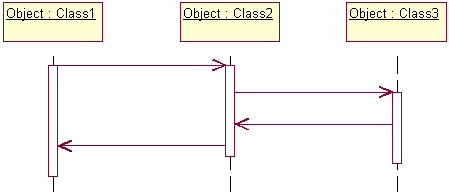 Object : Class1
Object : Class2
Object : Class3